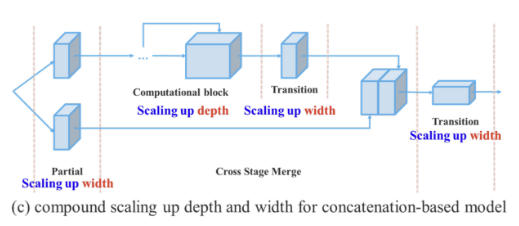 ...
Computational block
Scaling up depth
Transition
Scaling up width
Transition
Scaling up width
Partial
Scaling up width
Cross Stage Merge
(c) compound scaling up depth and width for concatenation-based model